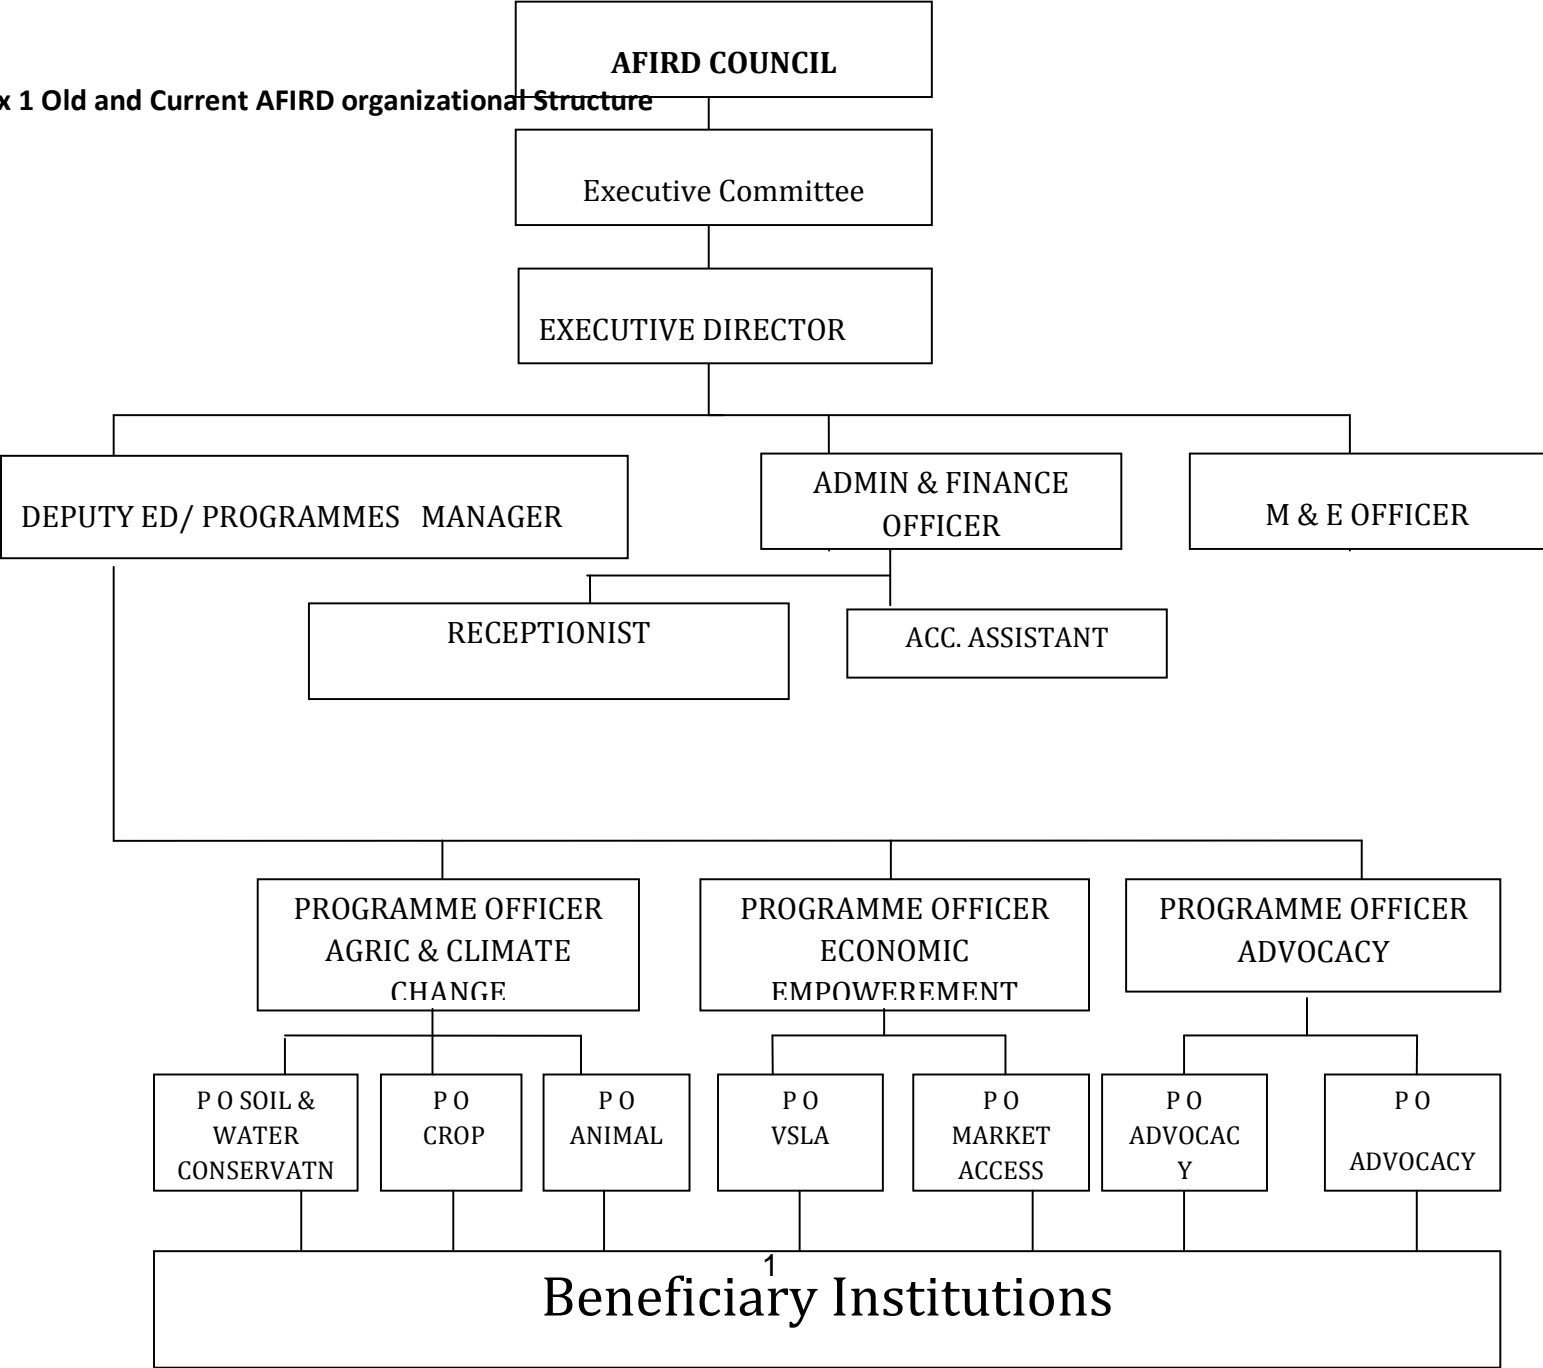 AFIRD COUNCIL
x 1 Old and Current AFIRD organizational Structure
Executive Committee
EXECUTIVE DIRECTOR
DEPUTY ED/ PROGRAMMES MANAGER
ADMIN & FINANCE
OFFICER
M & E OFFICER
RECEPTIONIST
ACC. ASSISTANT
PROGRAMME OFFICER
AGRIC & CLIMATE
CHANGE
PROGRAMME OFFICER
ECONOMIC
EMPOWEREMENT
PROGRAMME OFFICER
ADVOCACY
P O SOIL &
WATER
CONSERVATN
P O
CROP
P O
ANIMAL
P O
VSLA
P O
MARKET
ACCESS
P O
ADVOCAC
Y
P O
ADVOCACY
1
Beneficiary Institutions